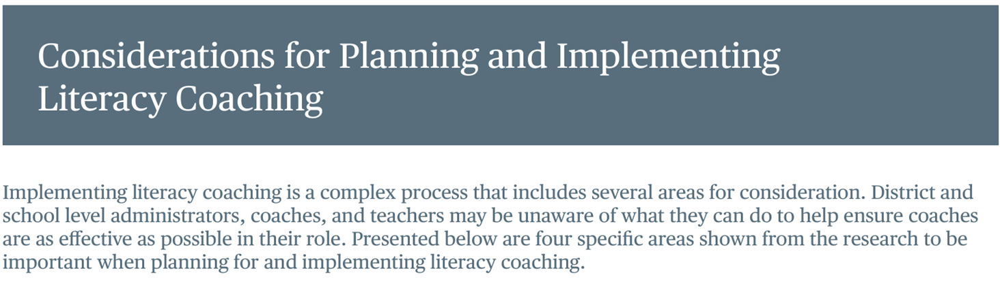 Considerations for Planning and Implementing
Literacy Coaching
Implementing literacy coaching is a complex process that includes several areas for consideration. District and
school level administrators, coaches, and teachers may be unaware of what they can do to help ensure coaches
are as effective as possible in their role. Presented below are four specific areas shown from the research to be
important when planning for and implementing literacy coaching.